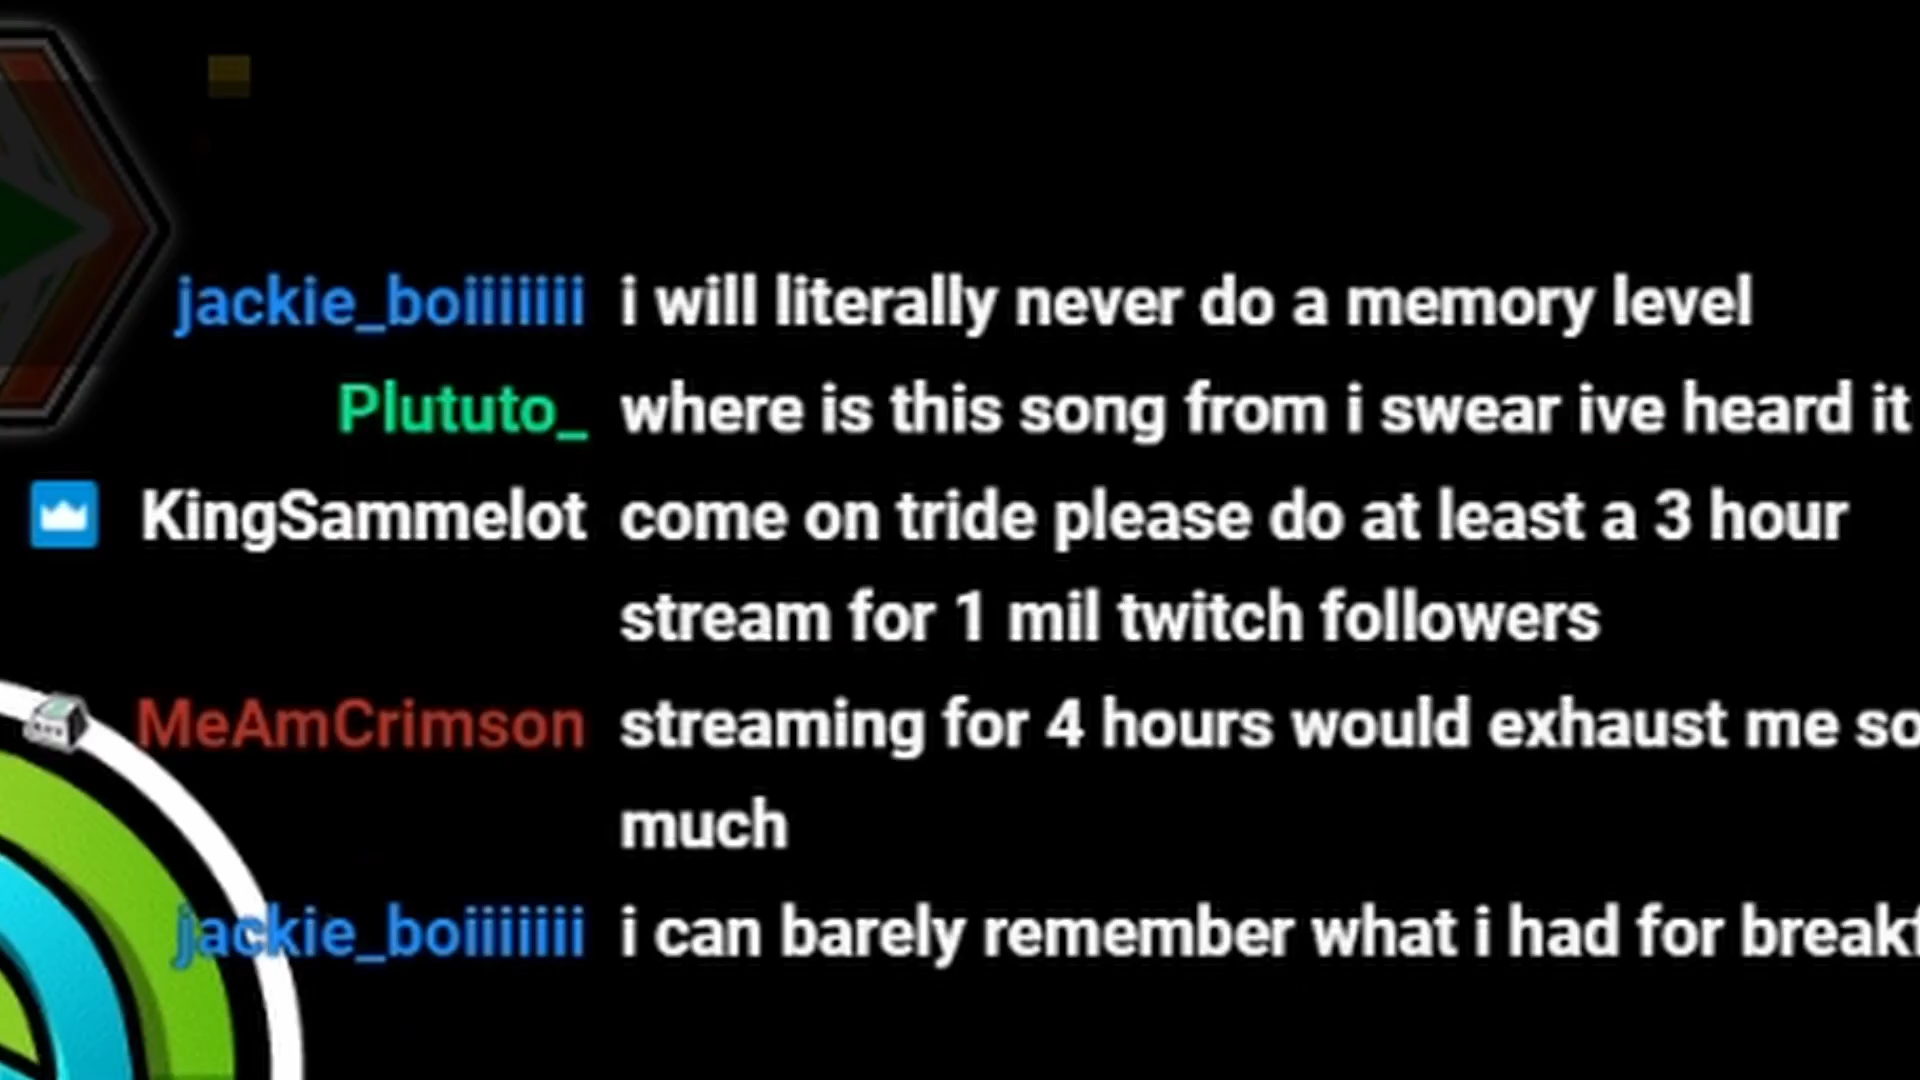 jackie_boiiiiiii i will literally never do a memory level
Plututo_ where is this song from i swear ive heard it
KingSammelot come on tride please do at least a 3 hour
stream for 1 mil twitch followers
MeAmCrimson streaming for 4 hours would exhaust me so
much
jackie_boiiiiiii i can barely remember what i had for